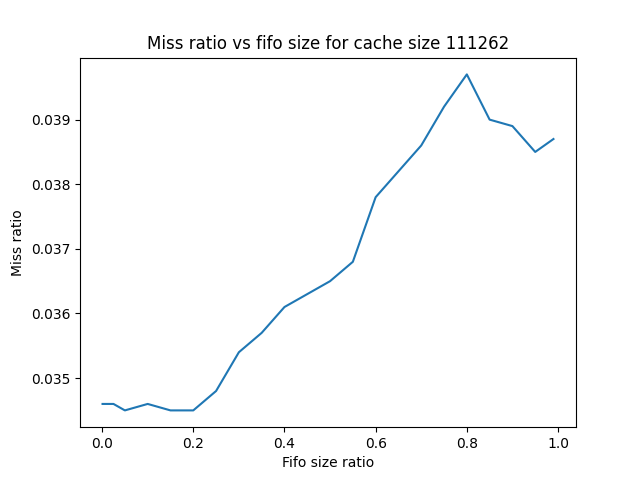 Miss ratio vs fifo size for cache size 111262
Miss ratio
0.039
0.038
0.037
0.036
0.035
0.0 0.2 0.4 0.6 0.8 1.0
Fifo size ratio